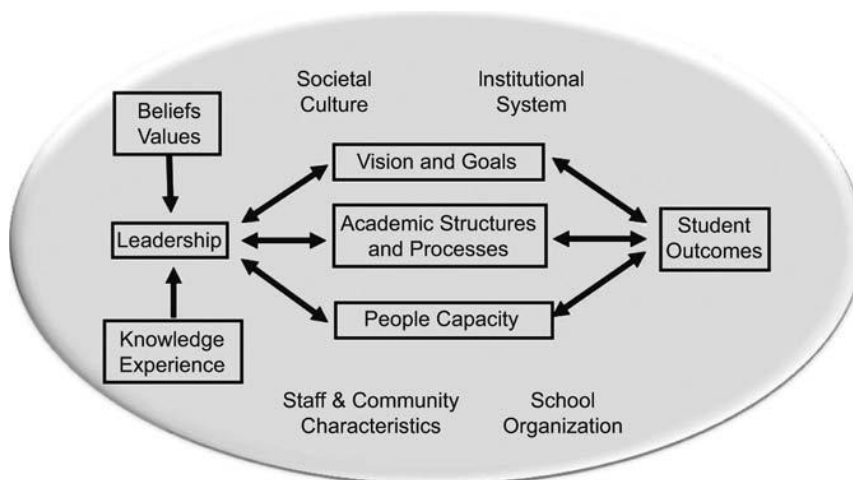 Societal
Culture
Institutional
System
Beliefs
Values
Vision and Goals
Leadership
Academic Structures
and Processes
Student
Outcomes
People Capacity
Knowledge
Experience
Staff & Community
Characteristics
School
Organization